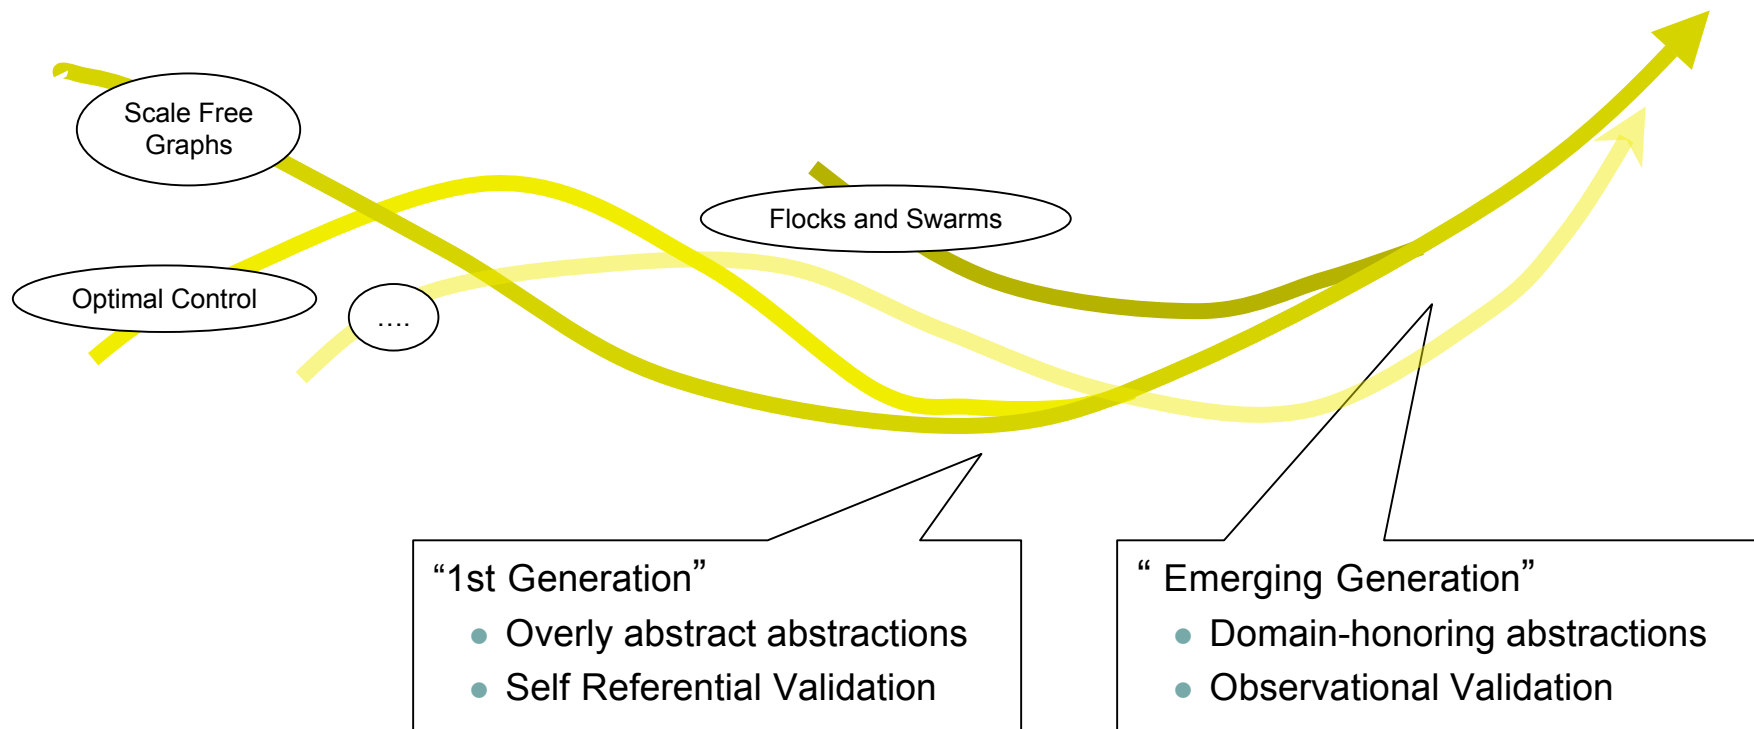 Scale Free
Graphs
Flocks and Swarms
Optimal Control
....
“1st Generation”
● Overly abstract abstractions
● Self Referential Validation
“ Emerging Generation”
● Domain-honoring abstractions
● Observational Validation